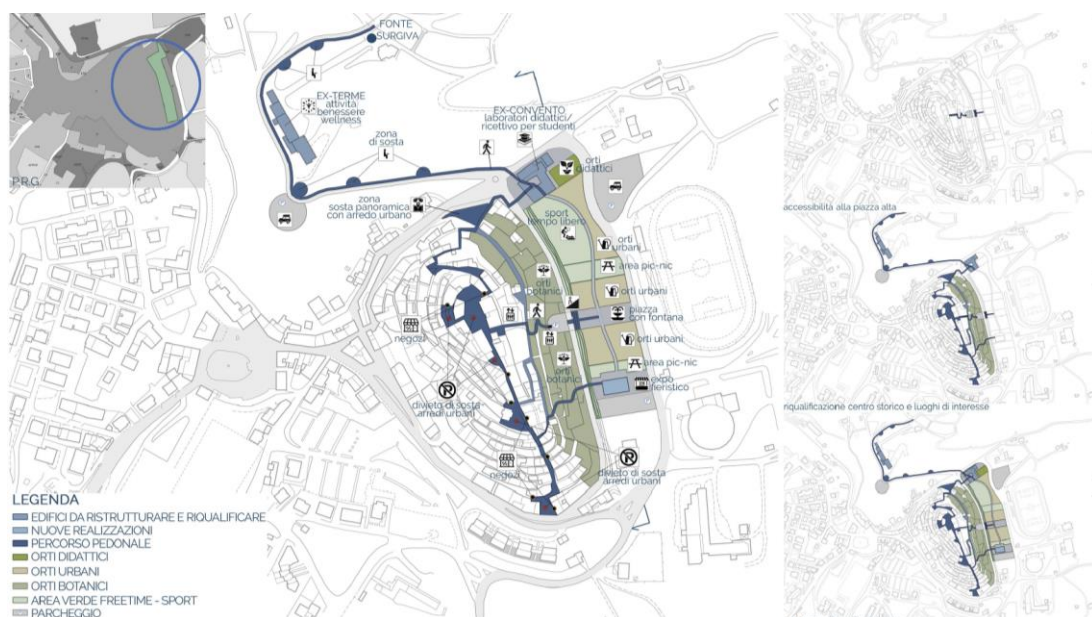 P.R.G.
FONTE
SURGIVA
EX-TERME
attività
benessere
wellness
zona
di sosta
EX-CONVENTO
laboratori didattici/
ricettivo per studenti
orti
didattici
zona
sosta panoramica
con arredo urbano
sport
tempo libero
orti
urbani
area pic-nic
orti
botanici
orti urbani
piazza
con fontana
negozi
orti urbani
area pic-nic
orti
botanici
expo
fieristico
divieto di sosta
arredi urbani
negozi
divieto di sosta
arredi urbani
LEGENDA
EDIFICI DA RISTRUTTURARE E RIQUALIFICARE
NUOVE REALIZZAZIONI
PERCORSO PEDONALE
ORTI DIDATTICI
ORTI URBANI
ORTI BOTANICI
AREA VERDE FREETIME - SPORT
PARCHEGGIO
accessibilità alla piazza alta
riqualificazione centro storico e luoghi di interesse